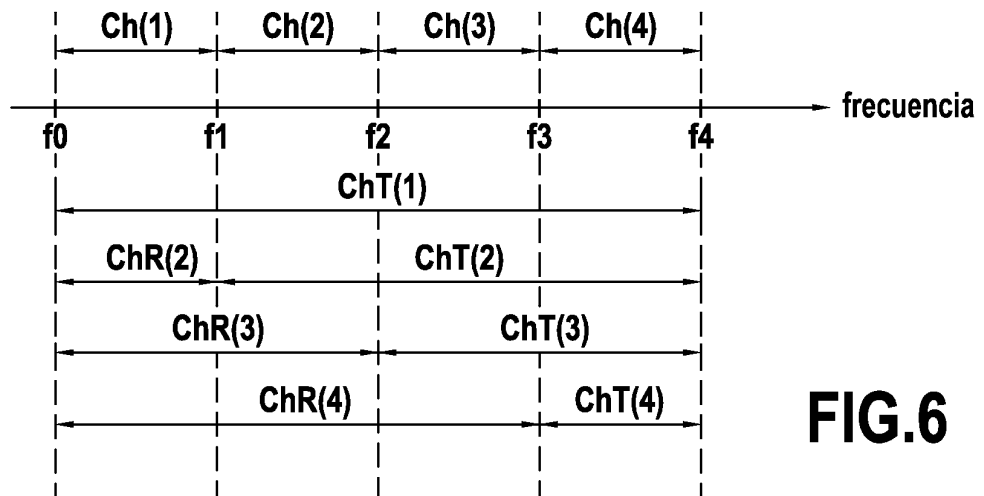 Ch(1) Ch(2) Ch(3) Ch(4)
frecuencia
f0 f1 f2 f3 f4
ChT(1)
ChR(2) ChT(2)
ChR(3) ChT(3)
ChR(4) ChT(4)
FIG.6